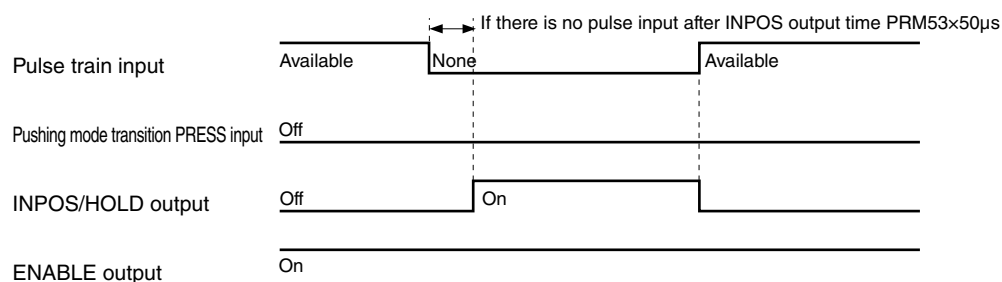 If there is no pulse input after INPOS output time PRM53×50µs
Pulse train input
Available
None
Available
Pushing mode transition PRESS input
Off
INPOS/HOLD output
Off
On
ENABLE output
On